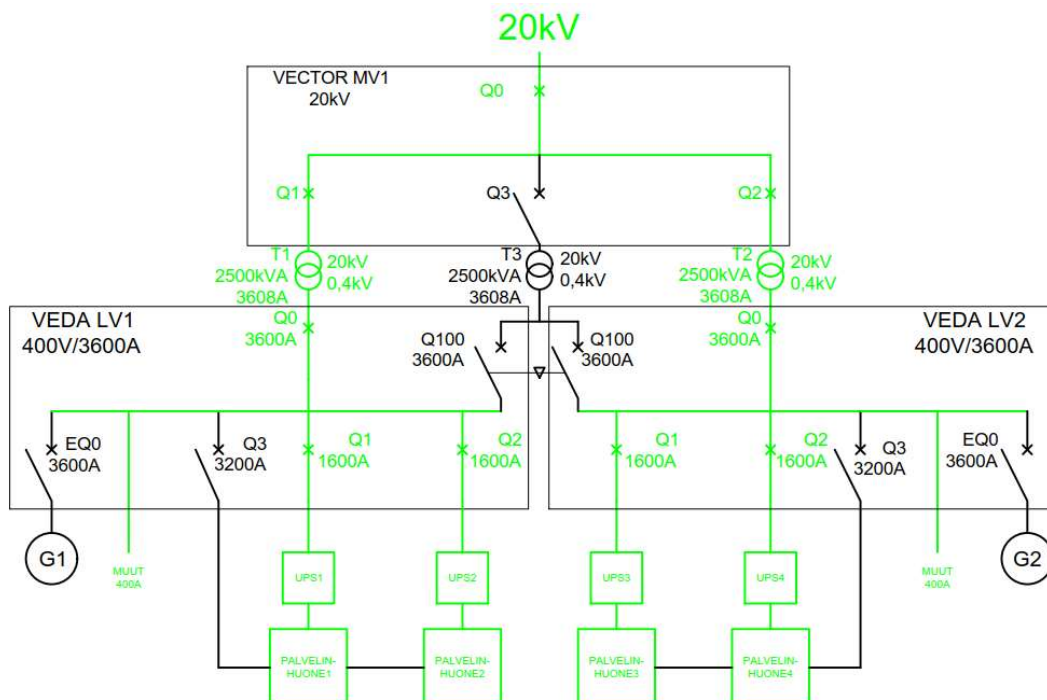 20kV
VECTOR MV1
20kV
Q0
Q1
Q3
Q2
T1
2500kVA
3608A
20kV
0,4kV
T3
2500kVA
3608A
20kV
0,4kV
T2
2500kVA
3608A
20kV
0,4kV
VEDA LV1
400V/3600A
Q0
3600A
Q100
3600A
Q100
3600A
Q0
3600A
VEDA LV2
400V/3600A
EQ0
3600A
Q3
3200A
Q1
1600A
Q2
1600A
Q1
1600A
Q2
1600A
Q3
3200A
EQ0
3600A
G1
MUUT
400A
UPS1
UPS2
UPS3
UPS4
MUUT
400A
G2
PALVELIN-
HUONE1
PALVELIN-
HUONE2
PALVELIN-
HUONE3
PALVELIN-
HUONE4